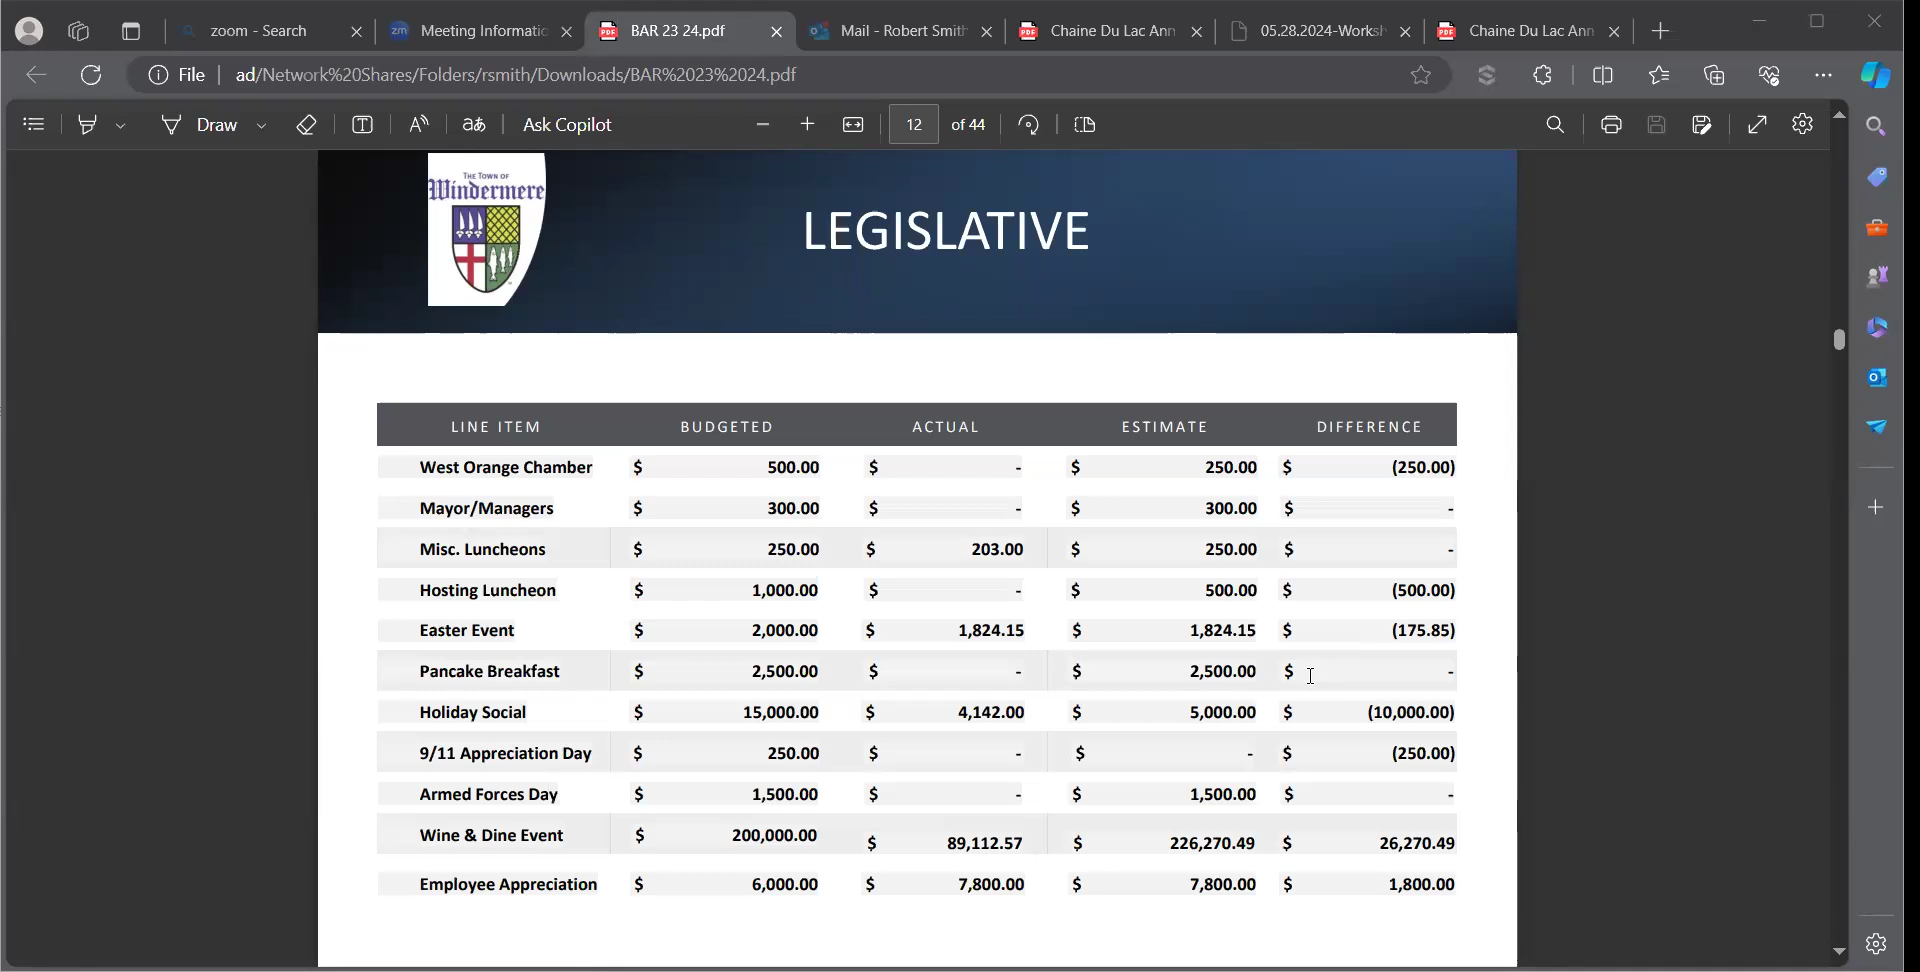 zoom - Search
Meeting Informatio
BAR 23 24.pdf
Mail - Robert Smith
Chaine Du Lac Ann
05.28.2024-Worksh
Chaine Du Lac Ann
File ad/Network%20Shares/Folders/rsmith/Downloads/BAR%2023%2024.pdf
Draw Ask Copilot 12 of 44
THE TOWN OF
Windermere
LEGISLATIVE
LINE ITEM BUDGETED ACTUAL ESTIMATE DIFFERENCE
West Orange Chamber $ 500.00 $ - $ 250.00 $ (250.00)
Mayor/Managers $ 300.00 $ - $ 300.00 $ -
Misc. Luncheons $ 250.00 $ 203.00 $ 250.00 $ -
Hosting Luncheon $ 1,000.00 $ - $ 500.00 $ (500.00)
Easter Event $ 2,000.00 $ 1,824.15 $ 1,824.15 $ (175.85)
Pancake Breakfast $ 2,500.00 $ - $ 2,500.00 $ -
Holiday Social $ 15,000.00 $ 4,142.00 $ 5,000.00 $ (10,000.00)
9/11 Appreciation Day $ 250.00 $ - $ - $ (250.00)
Armed Forces Day $ 1,500.00 $ - $ 1,500.00 $ -
Wine & Dine Event $ 200,000.00 $ 89,112.57 $ 226,270.49 $ 26,270.49
Employee Appreciation $ 6,000.00 $ 7,800.00 $ 7,800.00 $ 1,800.00